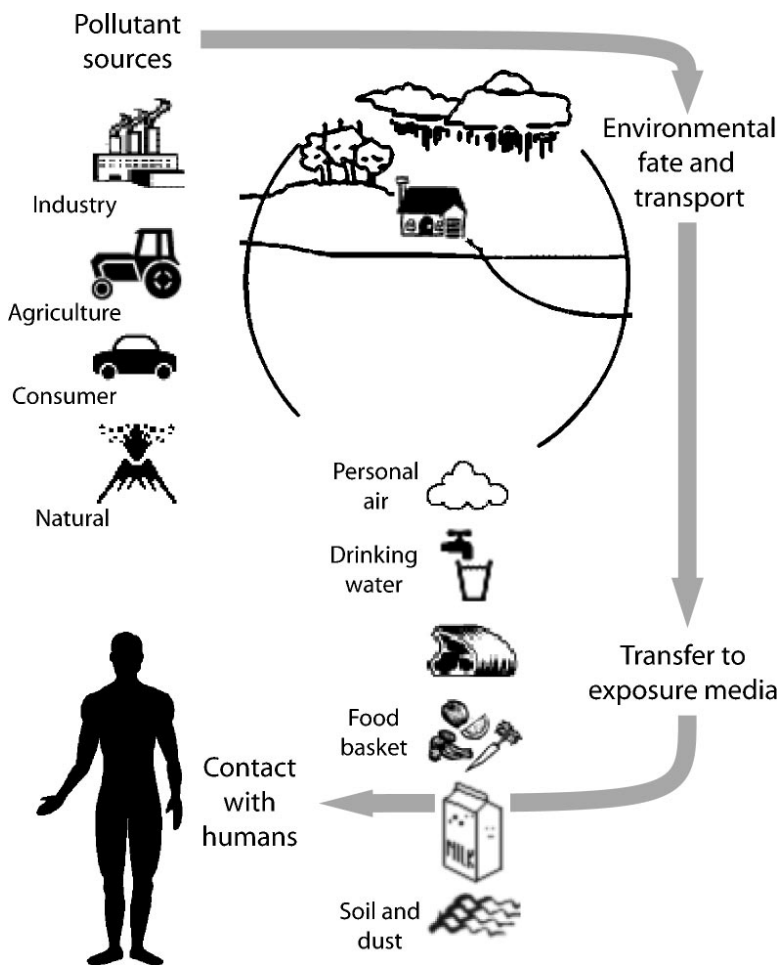 Pollutant
sources
Industry
Agriculture
Consumer
Natural
Environmental
fate and
transport
Personal
air
Drinking
water
Food
basket
MILK
Soil and
dust
Transfer to
exposure media
Contact
with
humans